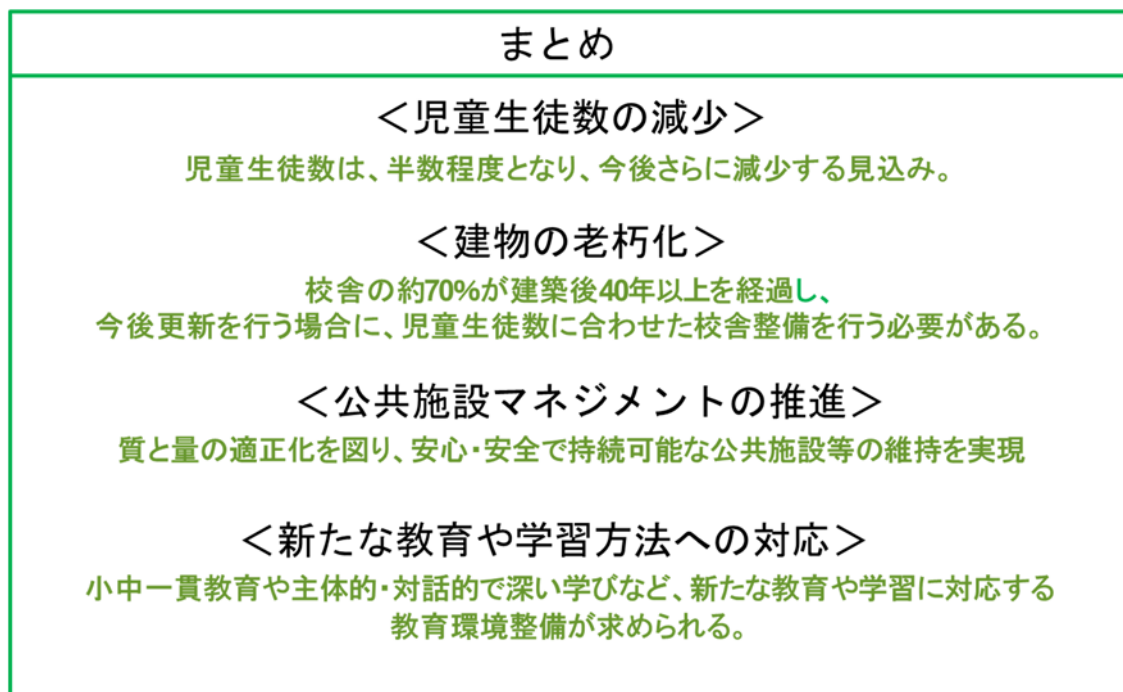 まとめ
＜児童生徒数の減少＞
児童生徒数は、半数程度となり、今後さらに減少する見込み。
＜建物の老朽化＞
校舎の約70%が建築後40年以上を経過し、
今後更新を行う場合に、児童生徒数に合わせた校舎整備を行う必要がある。
＜公共施設マネジメントの推進＞
質と量の適正化を図り、安心・安全で持続可能な公共施設等の維持を実現
＜新たな教育や学習方法への対応＞
小中一貫教育や主体的・対話的で深い学びなど、新たな教育や学習に対応する
教育環境整備が求められる。